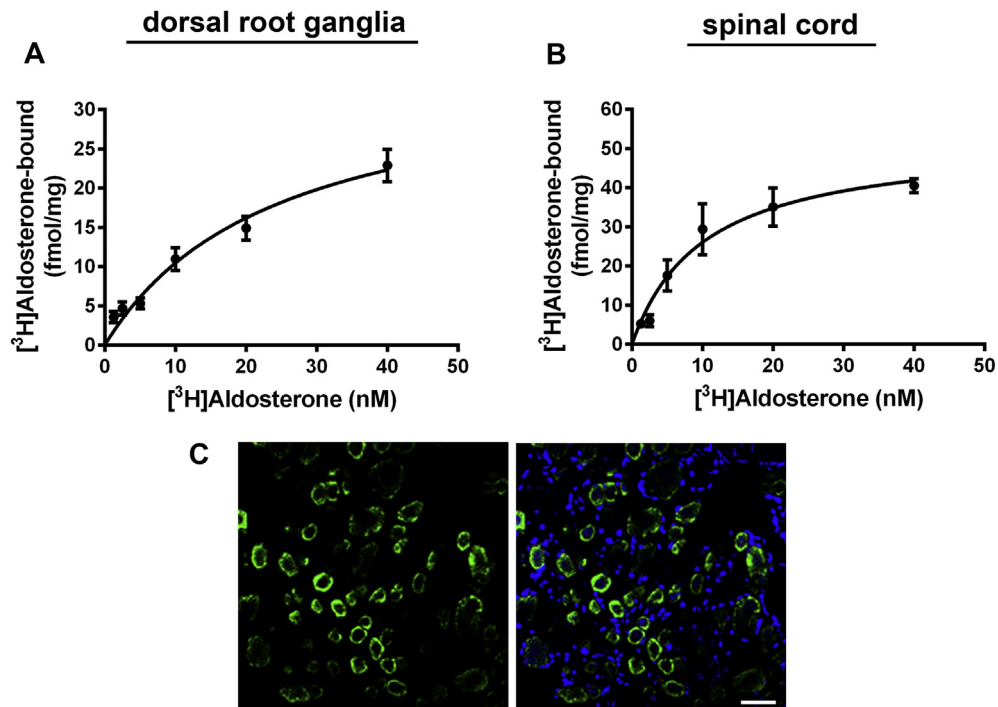 dorsal root ganglia
spinal cord
A
B
[³H]Aldosterone-bound
(fmol/mg)
30
25
20
15
10
5
0
0 10 20 30 40 50
[³H]Aldosterone (nM)
[³H]Aldosterone-bound
(fmol/mg)
60
50
40
30
20
10
0
0 10 20 30 40 50
[³H]Aldosterone (nM)
C